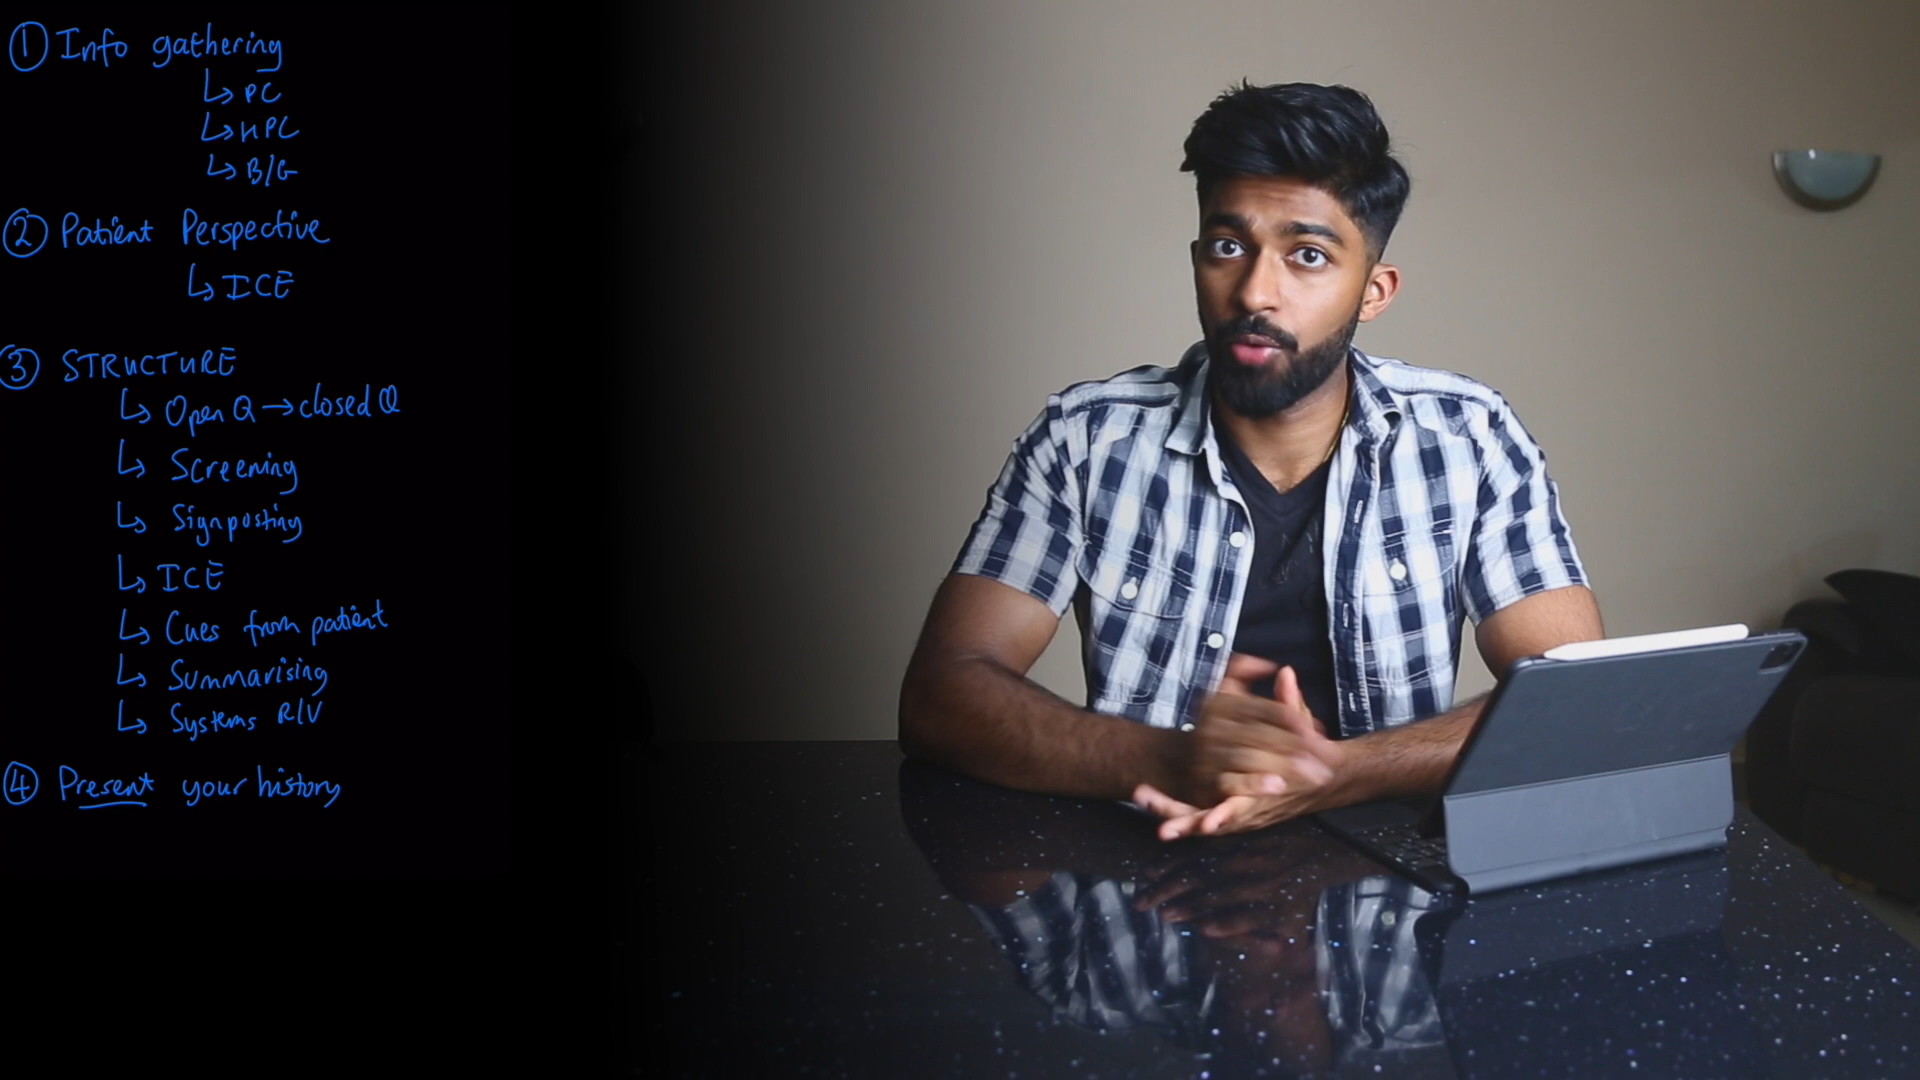 ① Info gathering
↳ PC
↳ HPC
↳ B/G
② Patient Perspective
↳ ICE
③ STRUCTURE
↳ Open Q → closed Q
↳ Screening
↳ Signposting
↳ ICE
↳ Cues from patient
↳ Summarising
↳ Systems R/V
④ Present your history